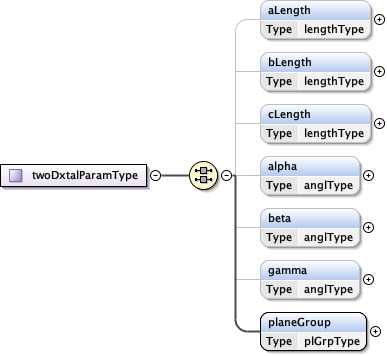 aLength
Type lengthType
bLength
Type lengthType
cLength
Type lengthType
alpha
Type anglType
twoDxtalParamType
beta
Type anglType
gamma
Type anglType
planeGroup
Type plGrpType